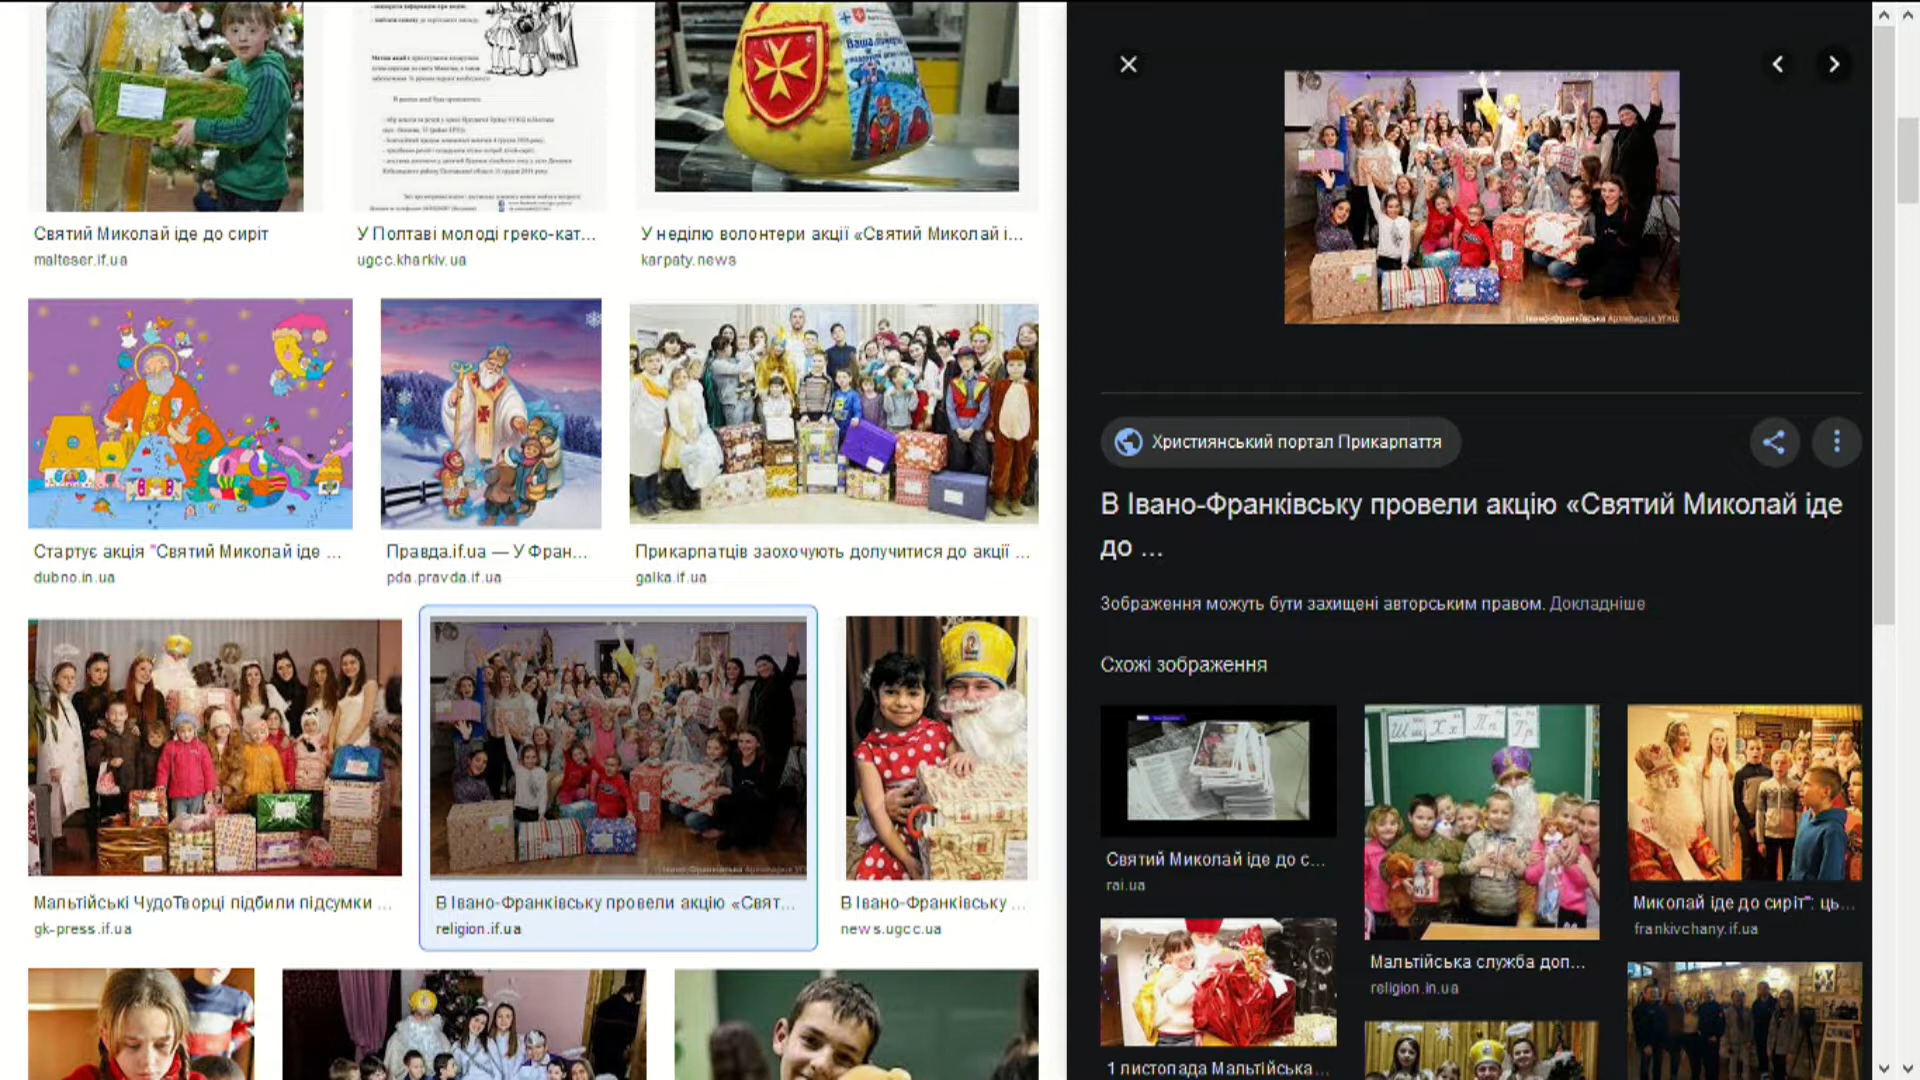 Ваша
Святий Миколай іде до сиріт
malteser.if.ua
У Полтаві молоді греко-кат...
ugcc.kharkiv.ua
У неділю волонтери акції «Святий Миколай і...
karpaty.news
Стартує акція "Святий Миколай іде ...
dubno.in.ua
Правда.if.ua — У Фран...
pda.pravda.if.ua
Прикарпатців заохочують долучитися до акції ...
galka.if.ua
Мальтійські ЧудоТворці підбили підсумки ...
gk-press.if.ua
В Івано-Франківську провели акцію «Свят...
religion.if.ua
В Івано-Франківську ...
news.ugcc.ua
Івано-Франківська Архиєпархія УГКЦ
Християнський портал Прикарпаття
В Івано-Франківську провели акцію «Святий Миколай іде
до ...
Зображення можуть бути захищені авторським правом. Докладніше
Схожі зображення
Святий Миколай іде до с...
rai.ua
Мальтійська служба доп...
religion.in.ua
Миколай іде до сиріт": ць...
frankivchany.if.ua
1 листопада Мальтійська...